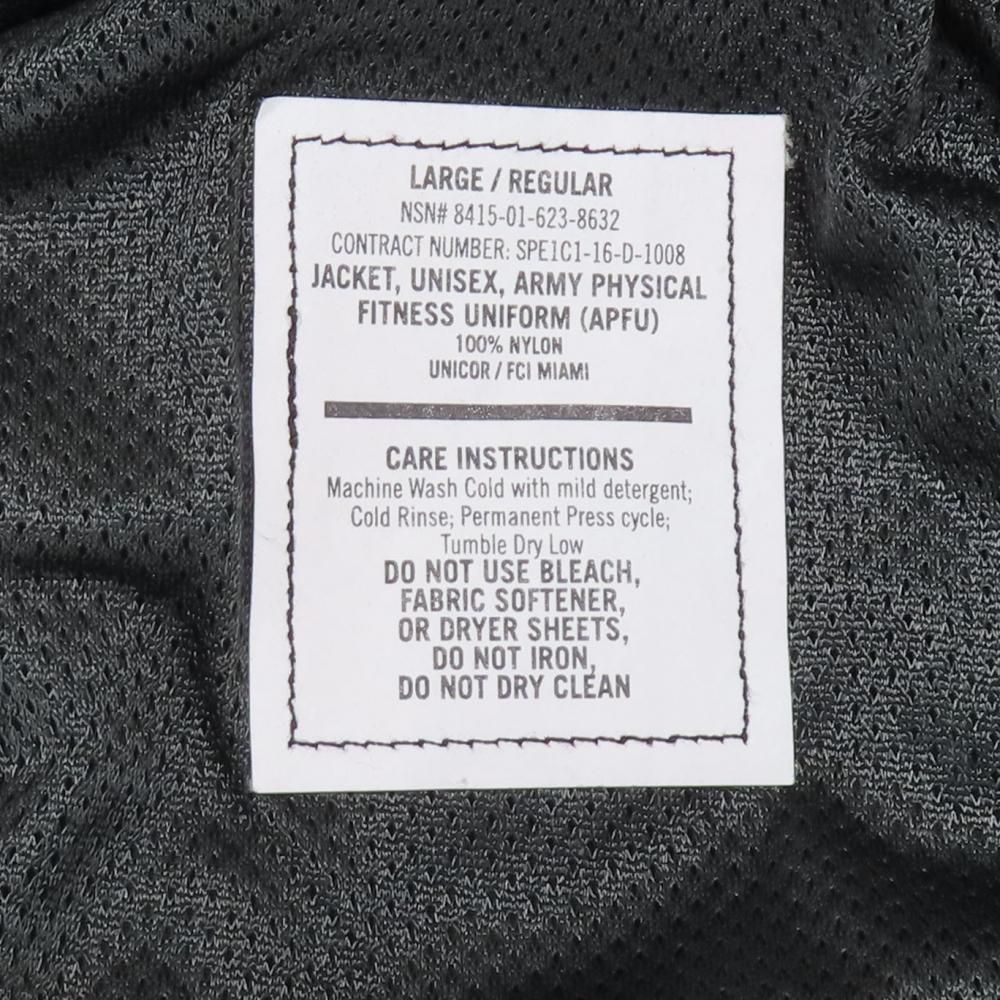 LARGE / REGULAR
NSN# 8415-01-623-8632
CONTRACT NUMBER: SPE1C1-16-D-1008
JACKET, UNISEX, ARMY PHYSICAL
FITNESS UNIFORM (APFU)
100% NYLON
UNICOR / FCI MIAMI
CARE INSTRUCTIONS
Machine Wash Cold with mild detergent;
Cold Rinse; Permanent Press cycle;
Tumble Dry Low
DO NOT USE BLEACH,
FABRIC SOFTENER,
OR DRYER SHEETS,
DO NOT IRON,
DO NOT DRY CLEAN